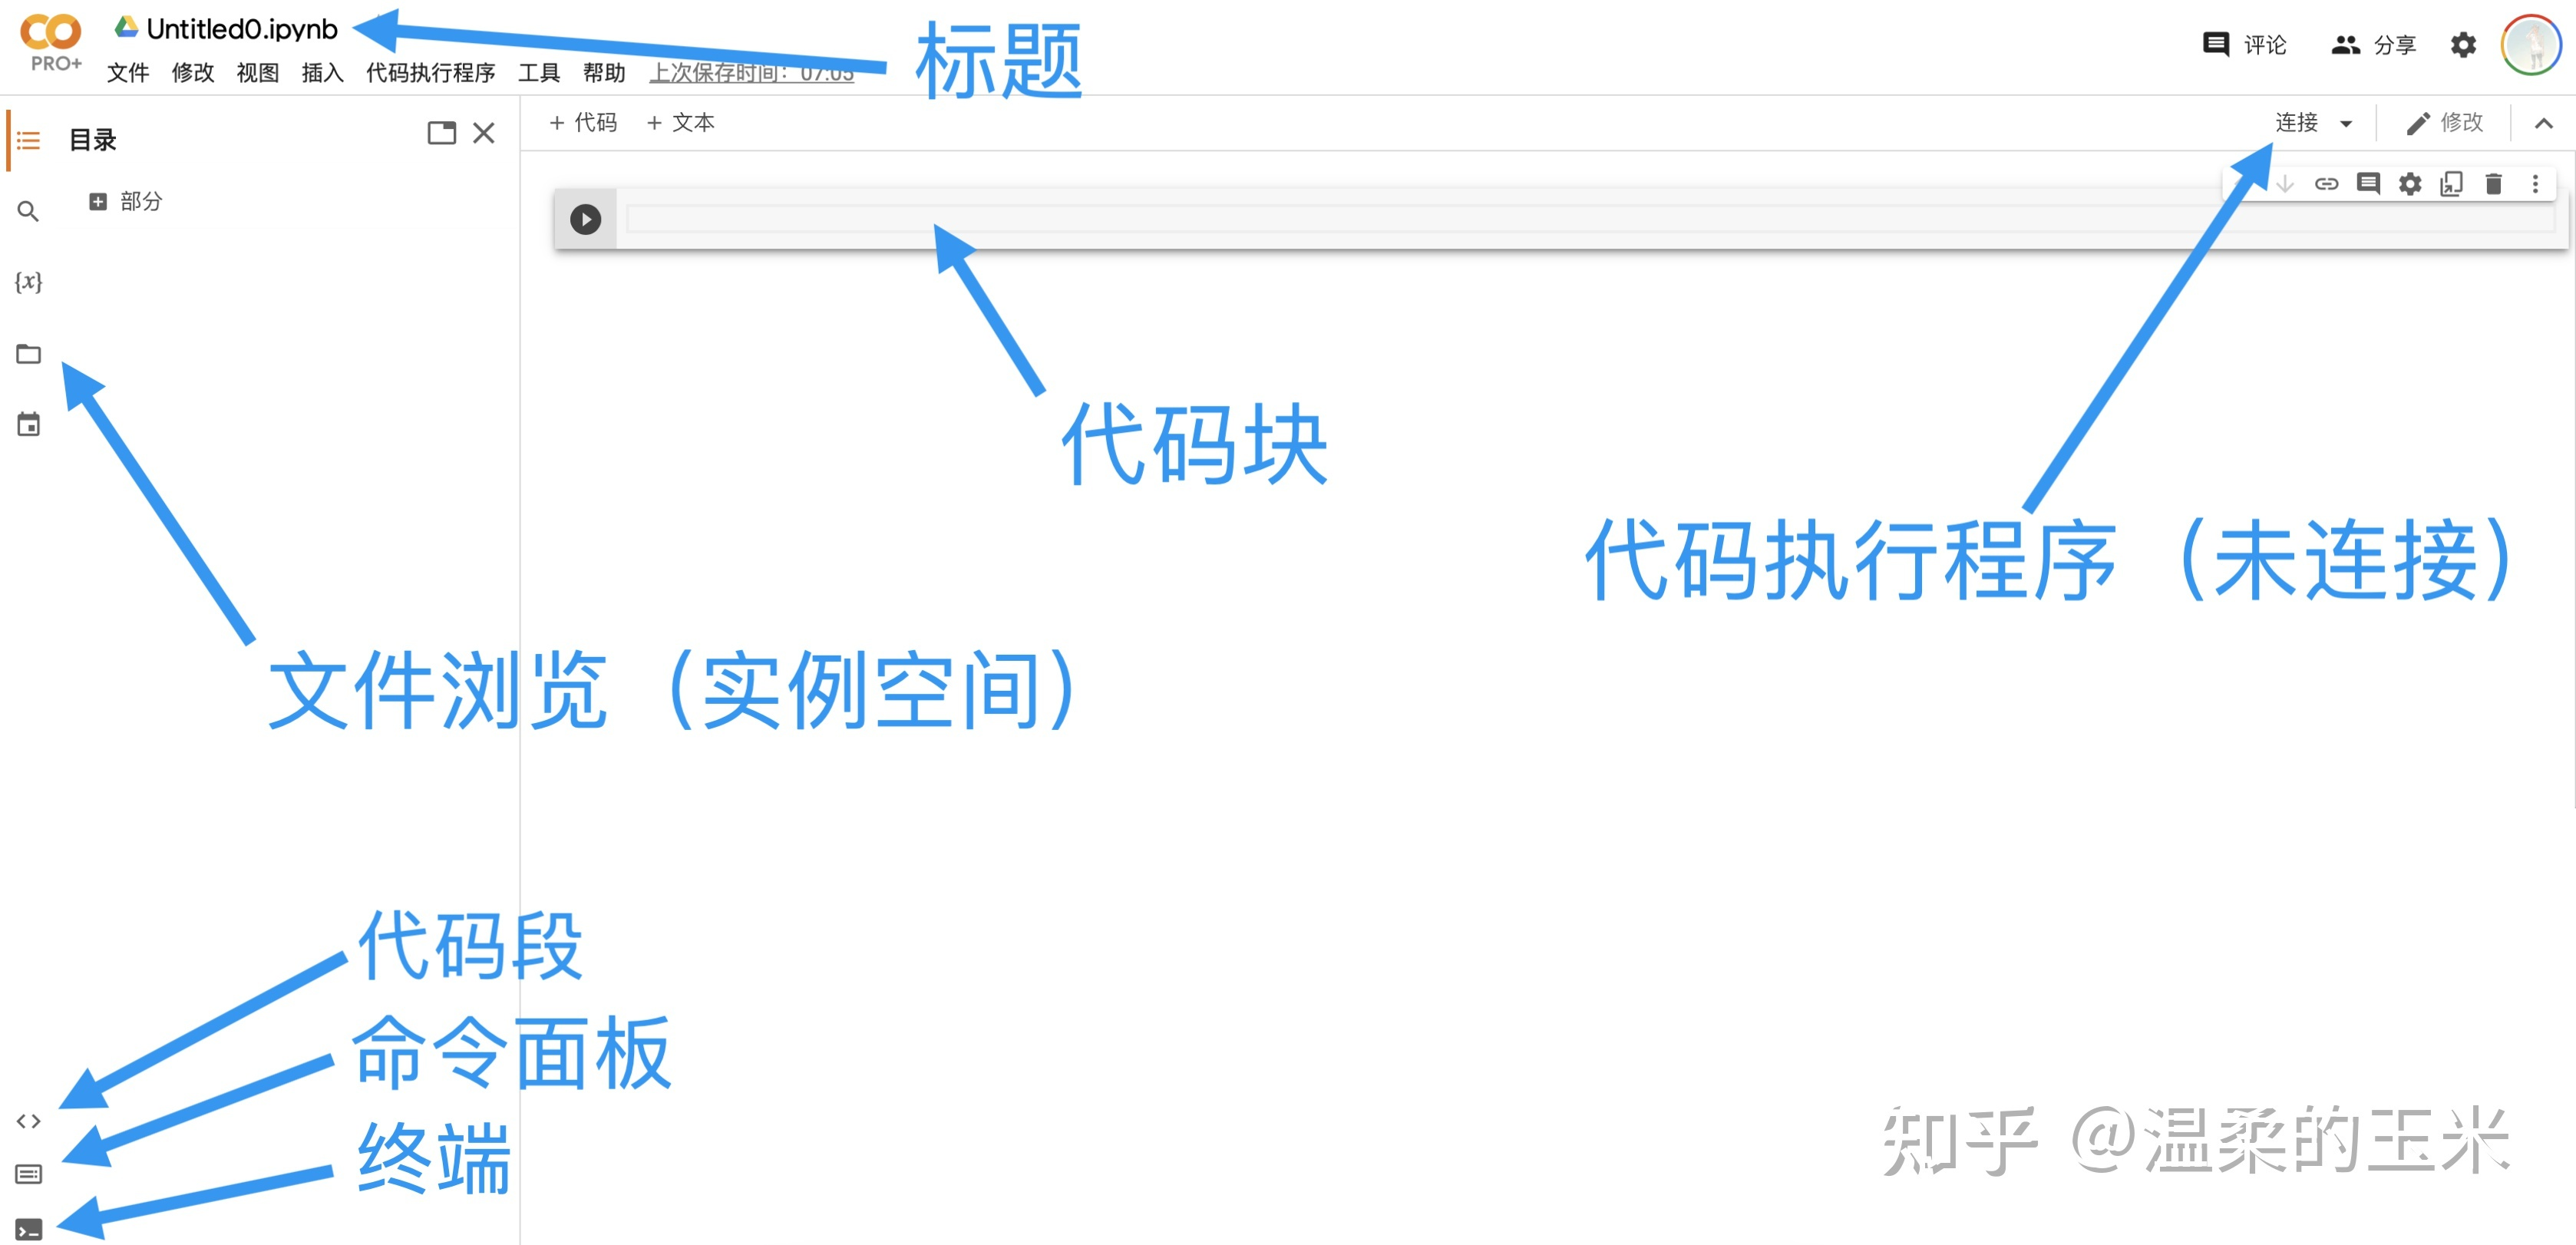 Untitled0.ipynb
PRO+
文件 修改 视图 插入 代码执行程序 工具 帮助 上次保存时间：07:05
标题
评论 分享
目录
+ 代码 + 文本
连接 修改
部分
{x}
代码块
代码执行程序（未连接）
文件浏览（实例空间）
代码段
命令面板
终端
知乎 @温柔的玉米